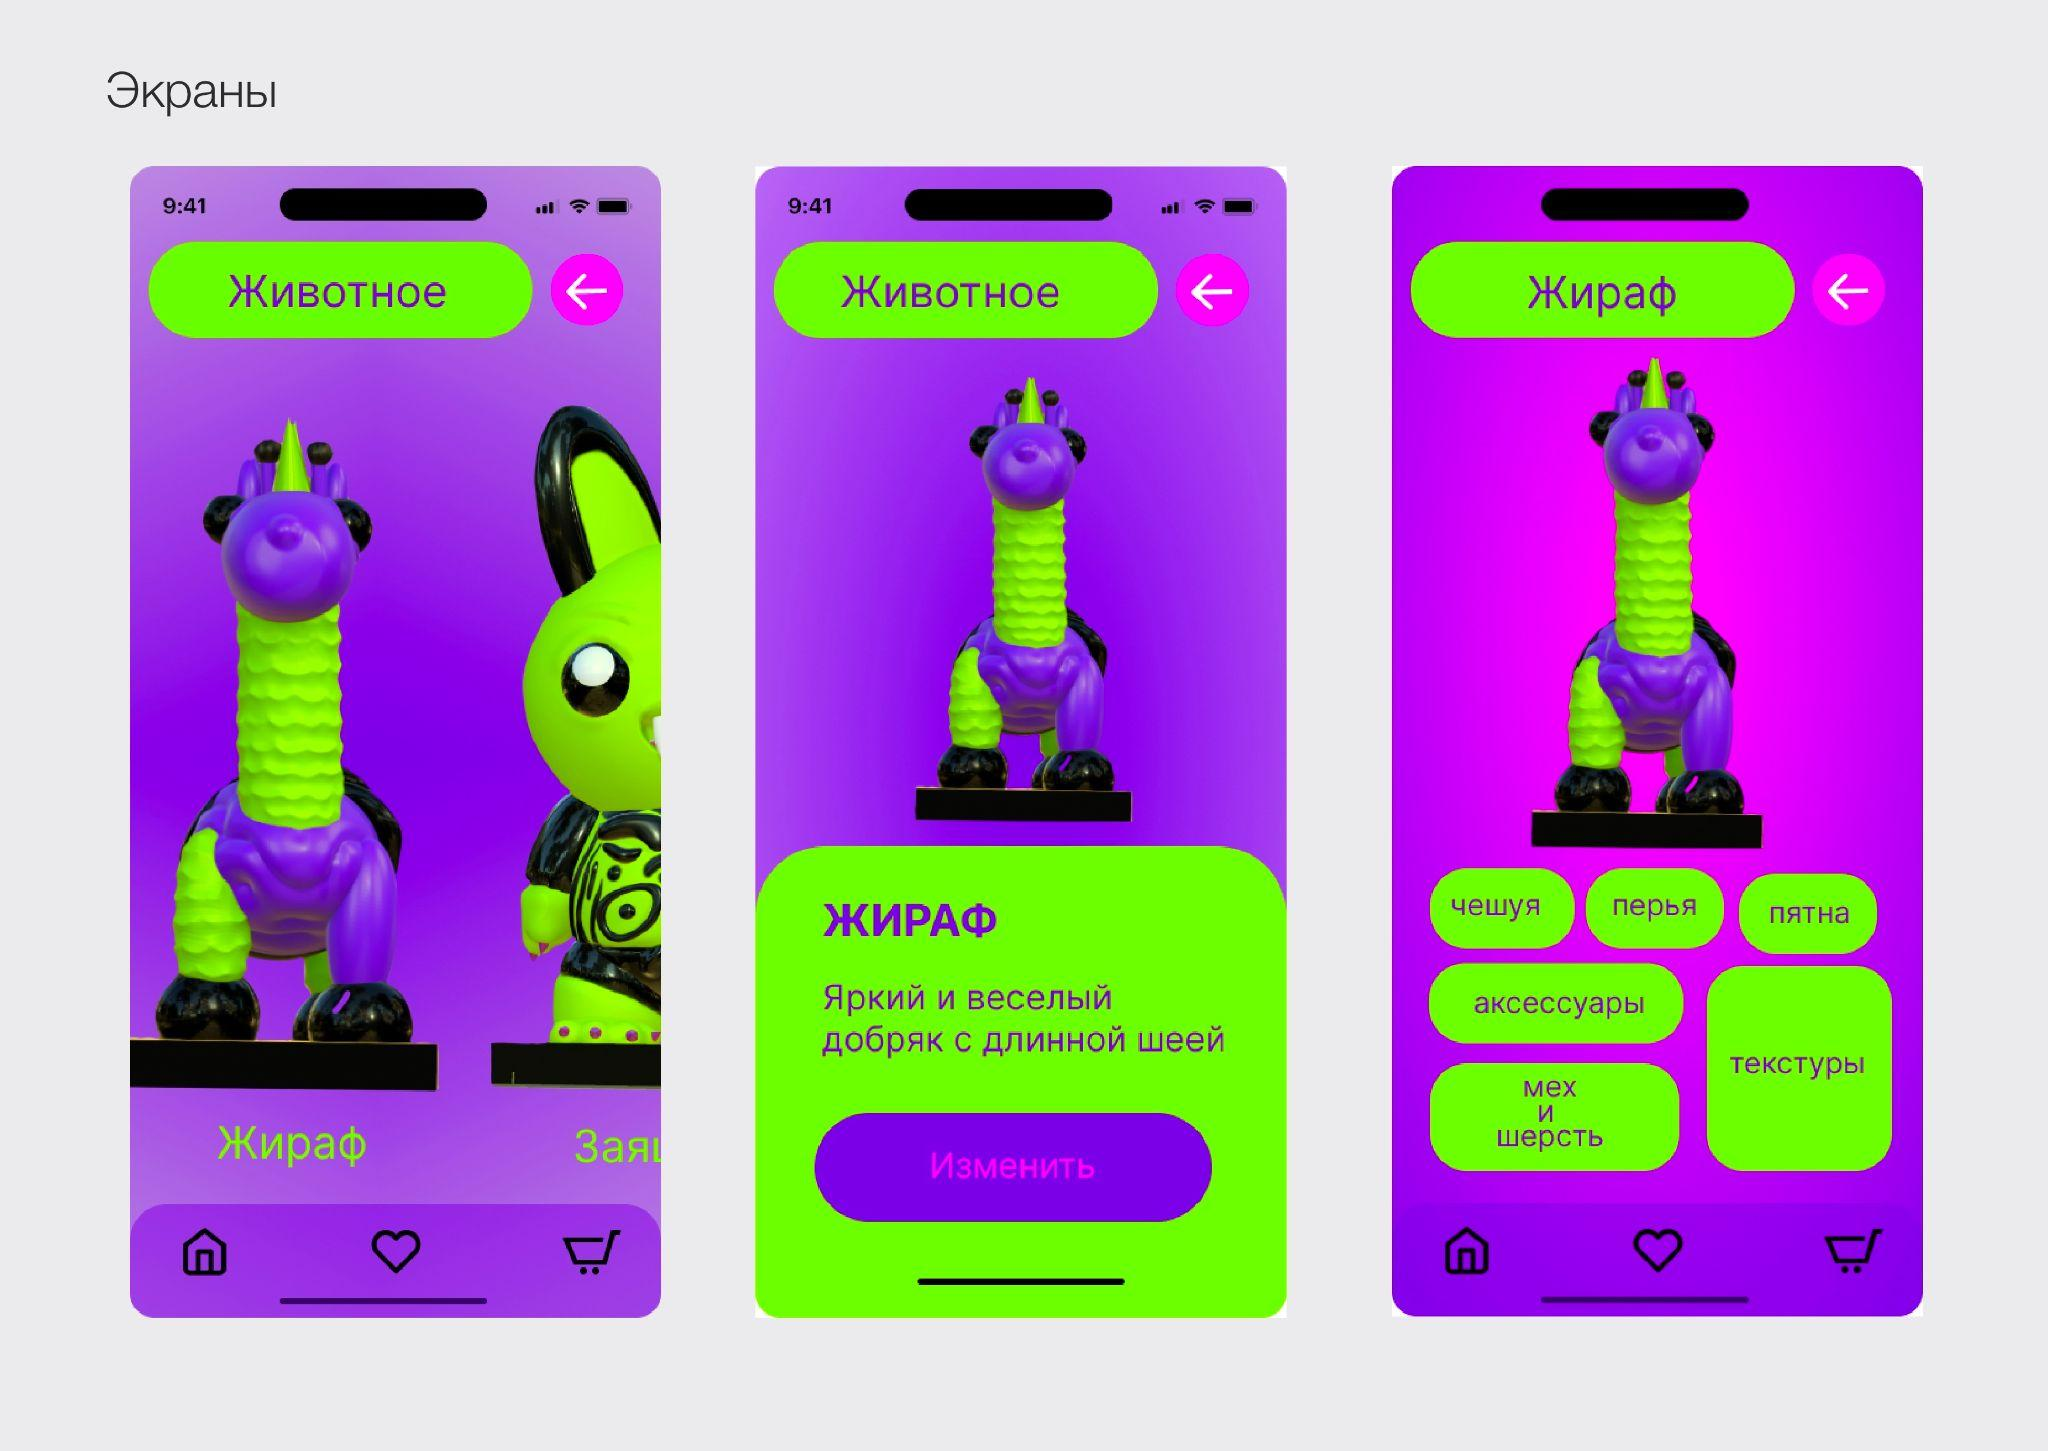 Экраны
9:41
Животное
Жираф
9:41
Животное
ЖИРАФ
Яркий и веселый
добряк с длинной шеей
Изменить
Жираф
чешуя
перья
пятна
аксессуары
текстуры
мех
и
шерсть